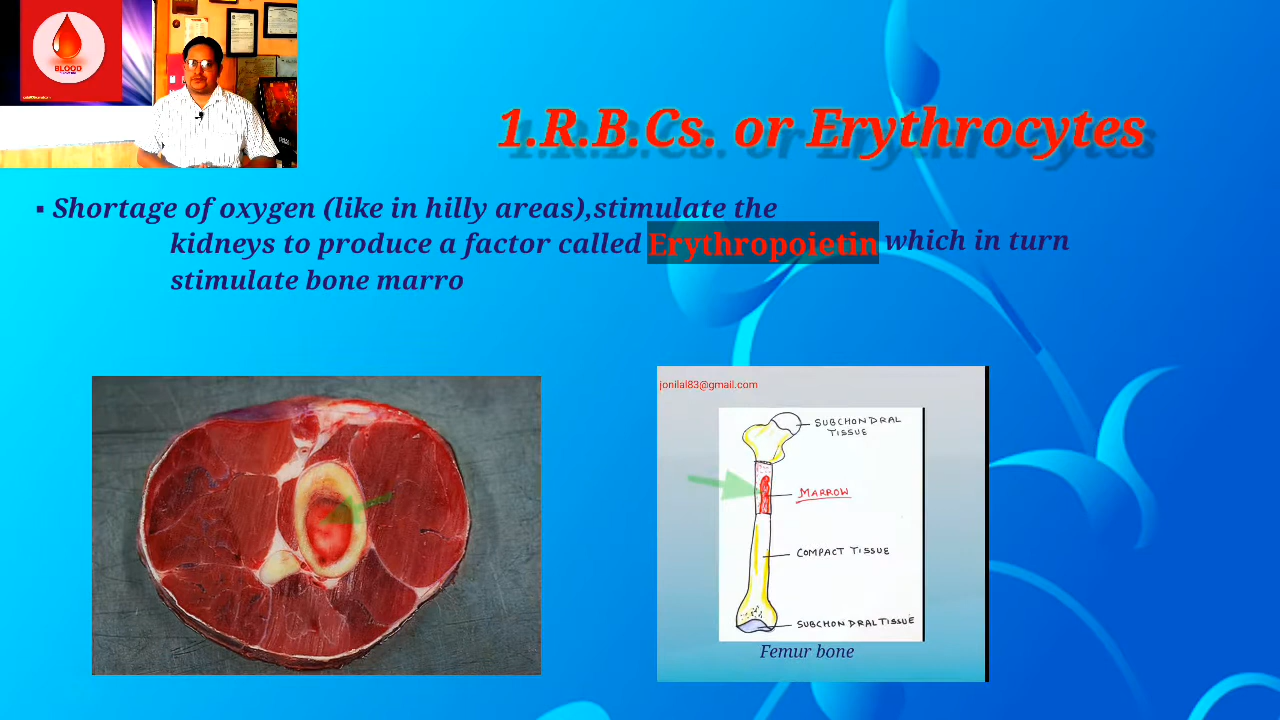 BLOOD
1.R.B.Cs. or Erythrocytes
▪ Shortage of oxygen (like in hilly areas),stimulate the
kidneys to produce a factor called Erythropoietin which in turn
stimulate bone marro
jonilal83@gmail.com
SUBCHONDRAL
TISSUE
MARROW
COMPACT TISSUE
SUBCHONDRAL TISSUE
Femur bone